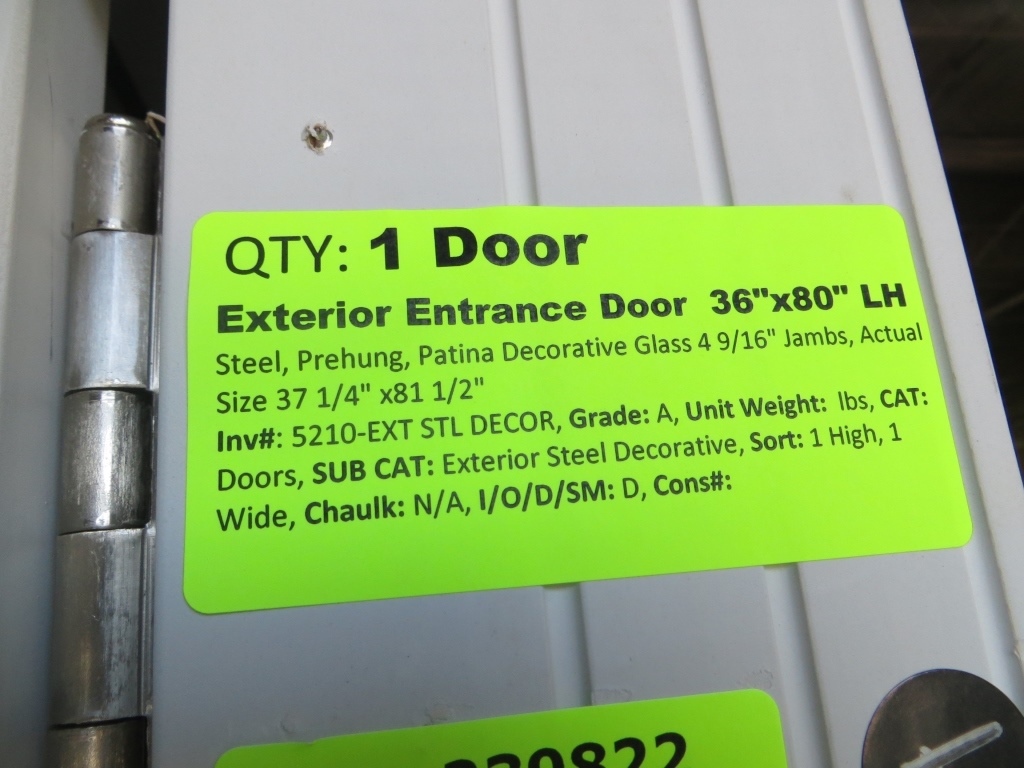 QTY: 1 Door
Exterior Entrance Door 36"x80" LH
Steel, Prehung, Patina Decorative Glass 4 9/16" Jambs, Actual
Size 37 1/4" x81 1/2"
Inv#: 5210-EXT STL DECOR, Grade: A, Unit Weight: lbs, CAT:
Doors, SUB CAT: Exterior Steel Decorative, Sort: 1 High, 1
Wide, Chaulk: N/A, I/O/D/SM: D, Cons#: